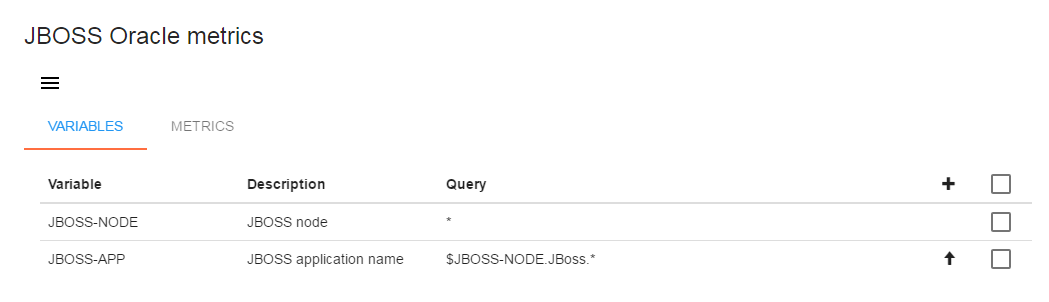 JBOSS Oracle metrics
VARIABLES METRICS
Variable Description Query
JBOSS-NODE JBOSS node *
JBOSS-APP JBOSS application name $JBOSS-NODE.JBoss.*